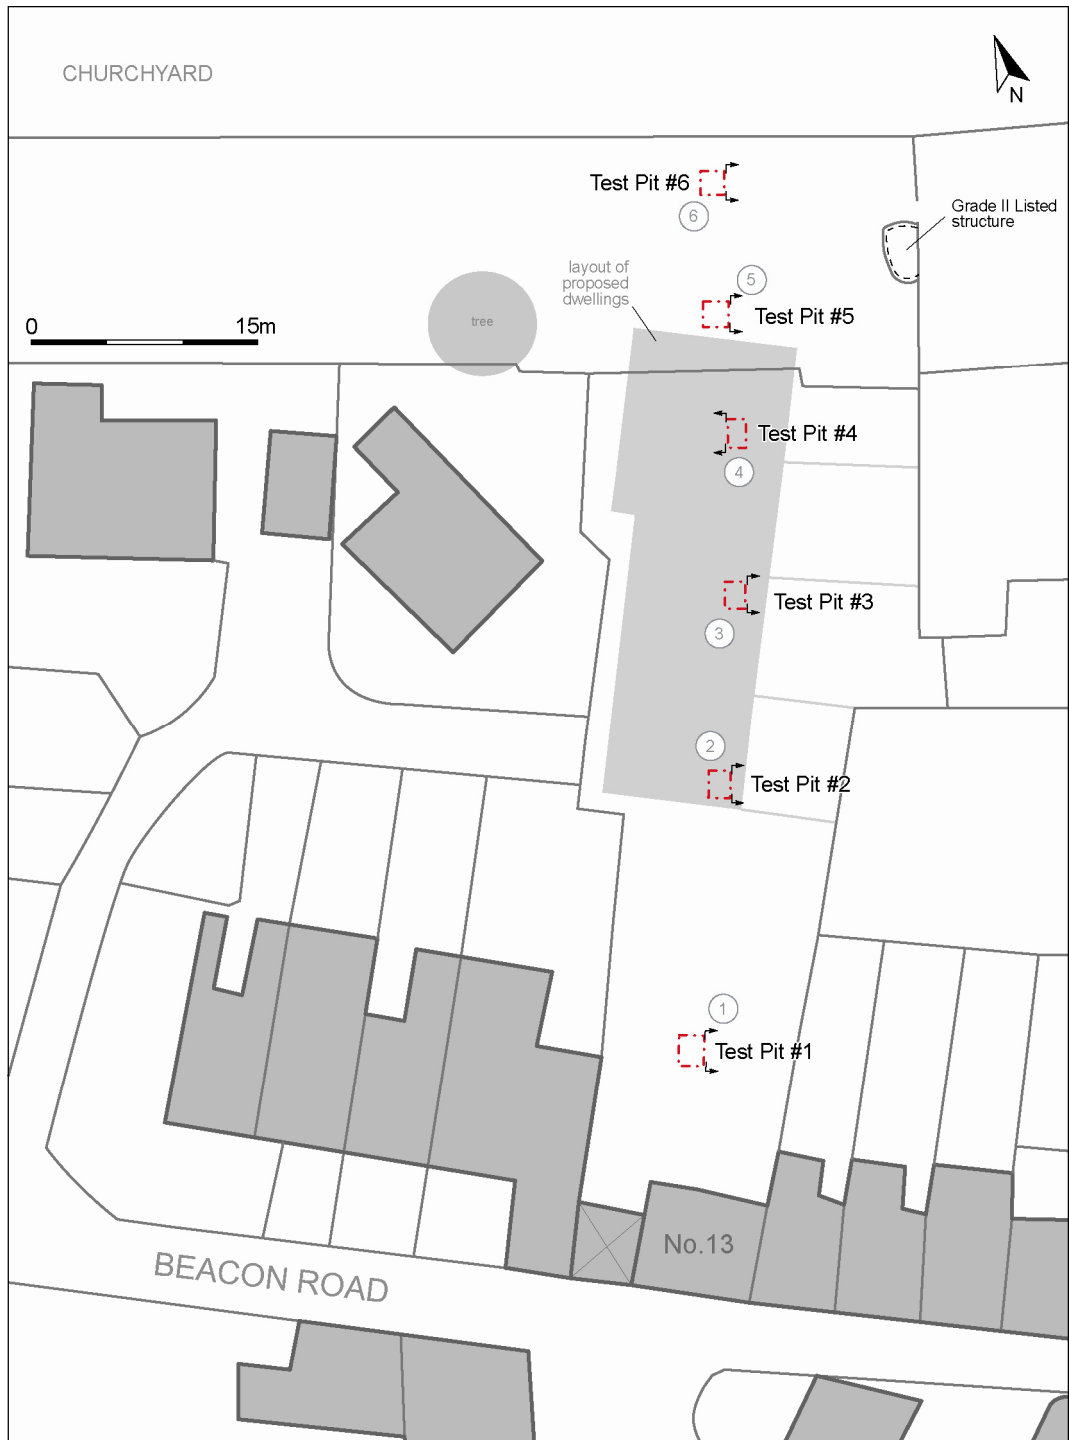 CHURCHYARD
N
Test Pit #6
6
Grade II Listed
structure
layout of
proposed
dwellings
5
Test Pit #5
tree
0 15m
Test Pit #4
4
Test Pit #3
3
2
Test Pit #2
1
Test Pit #1
No.13
BEACON ROAD